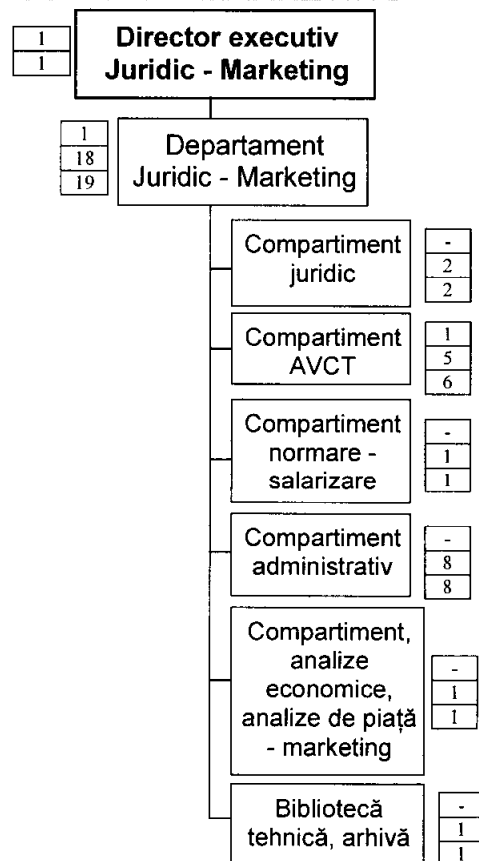 1
1
Director executiv
Juridic - Marketing
1
18
19
Departament
Juridic - Marketing
Compartiment
juridic
-
2
2
Compartiment
AVCT
1
5
6
Compartiment
normare -
salarizare
-
1
1
Compartiment
administrativ
-
8
8
Compartiment,
analize
economice,
analize de piață
- marketing
-
1
1
Bibliotecă
tehnică, arhivă
-
1
1